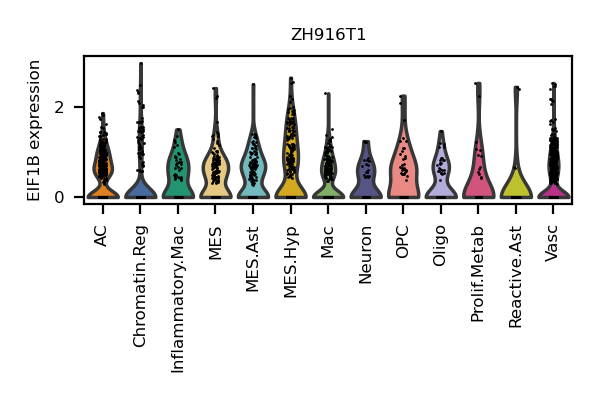 ZH916T1
EIF1B expression
2
0
AC
Chromatin.Reg
Inflammatory.Mac
MES
MES.Ast
MES.Hyp
Mac
Neuron
OPC
Oligo
Prolif.Metab
Reactive.Ast
Vasc